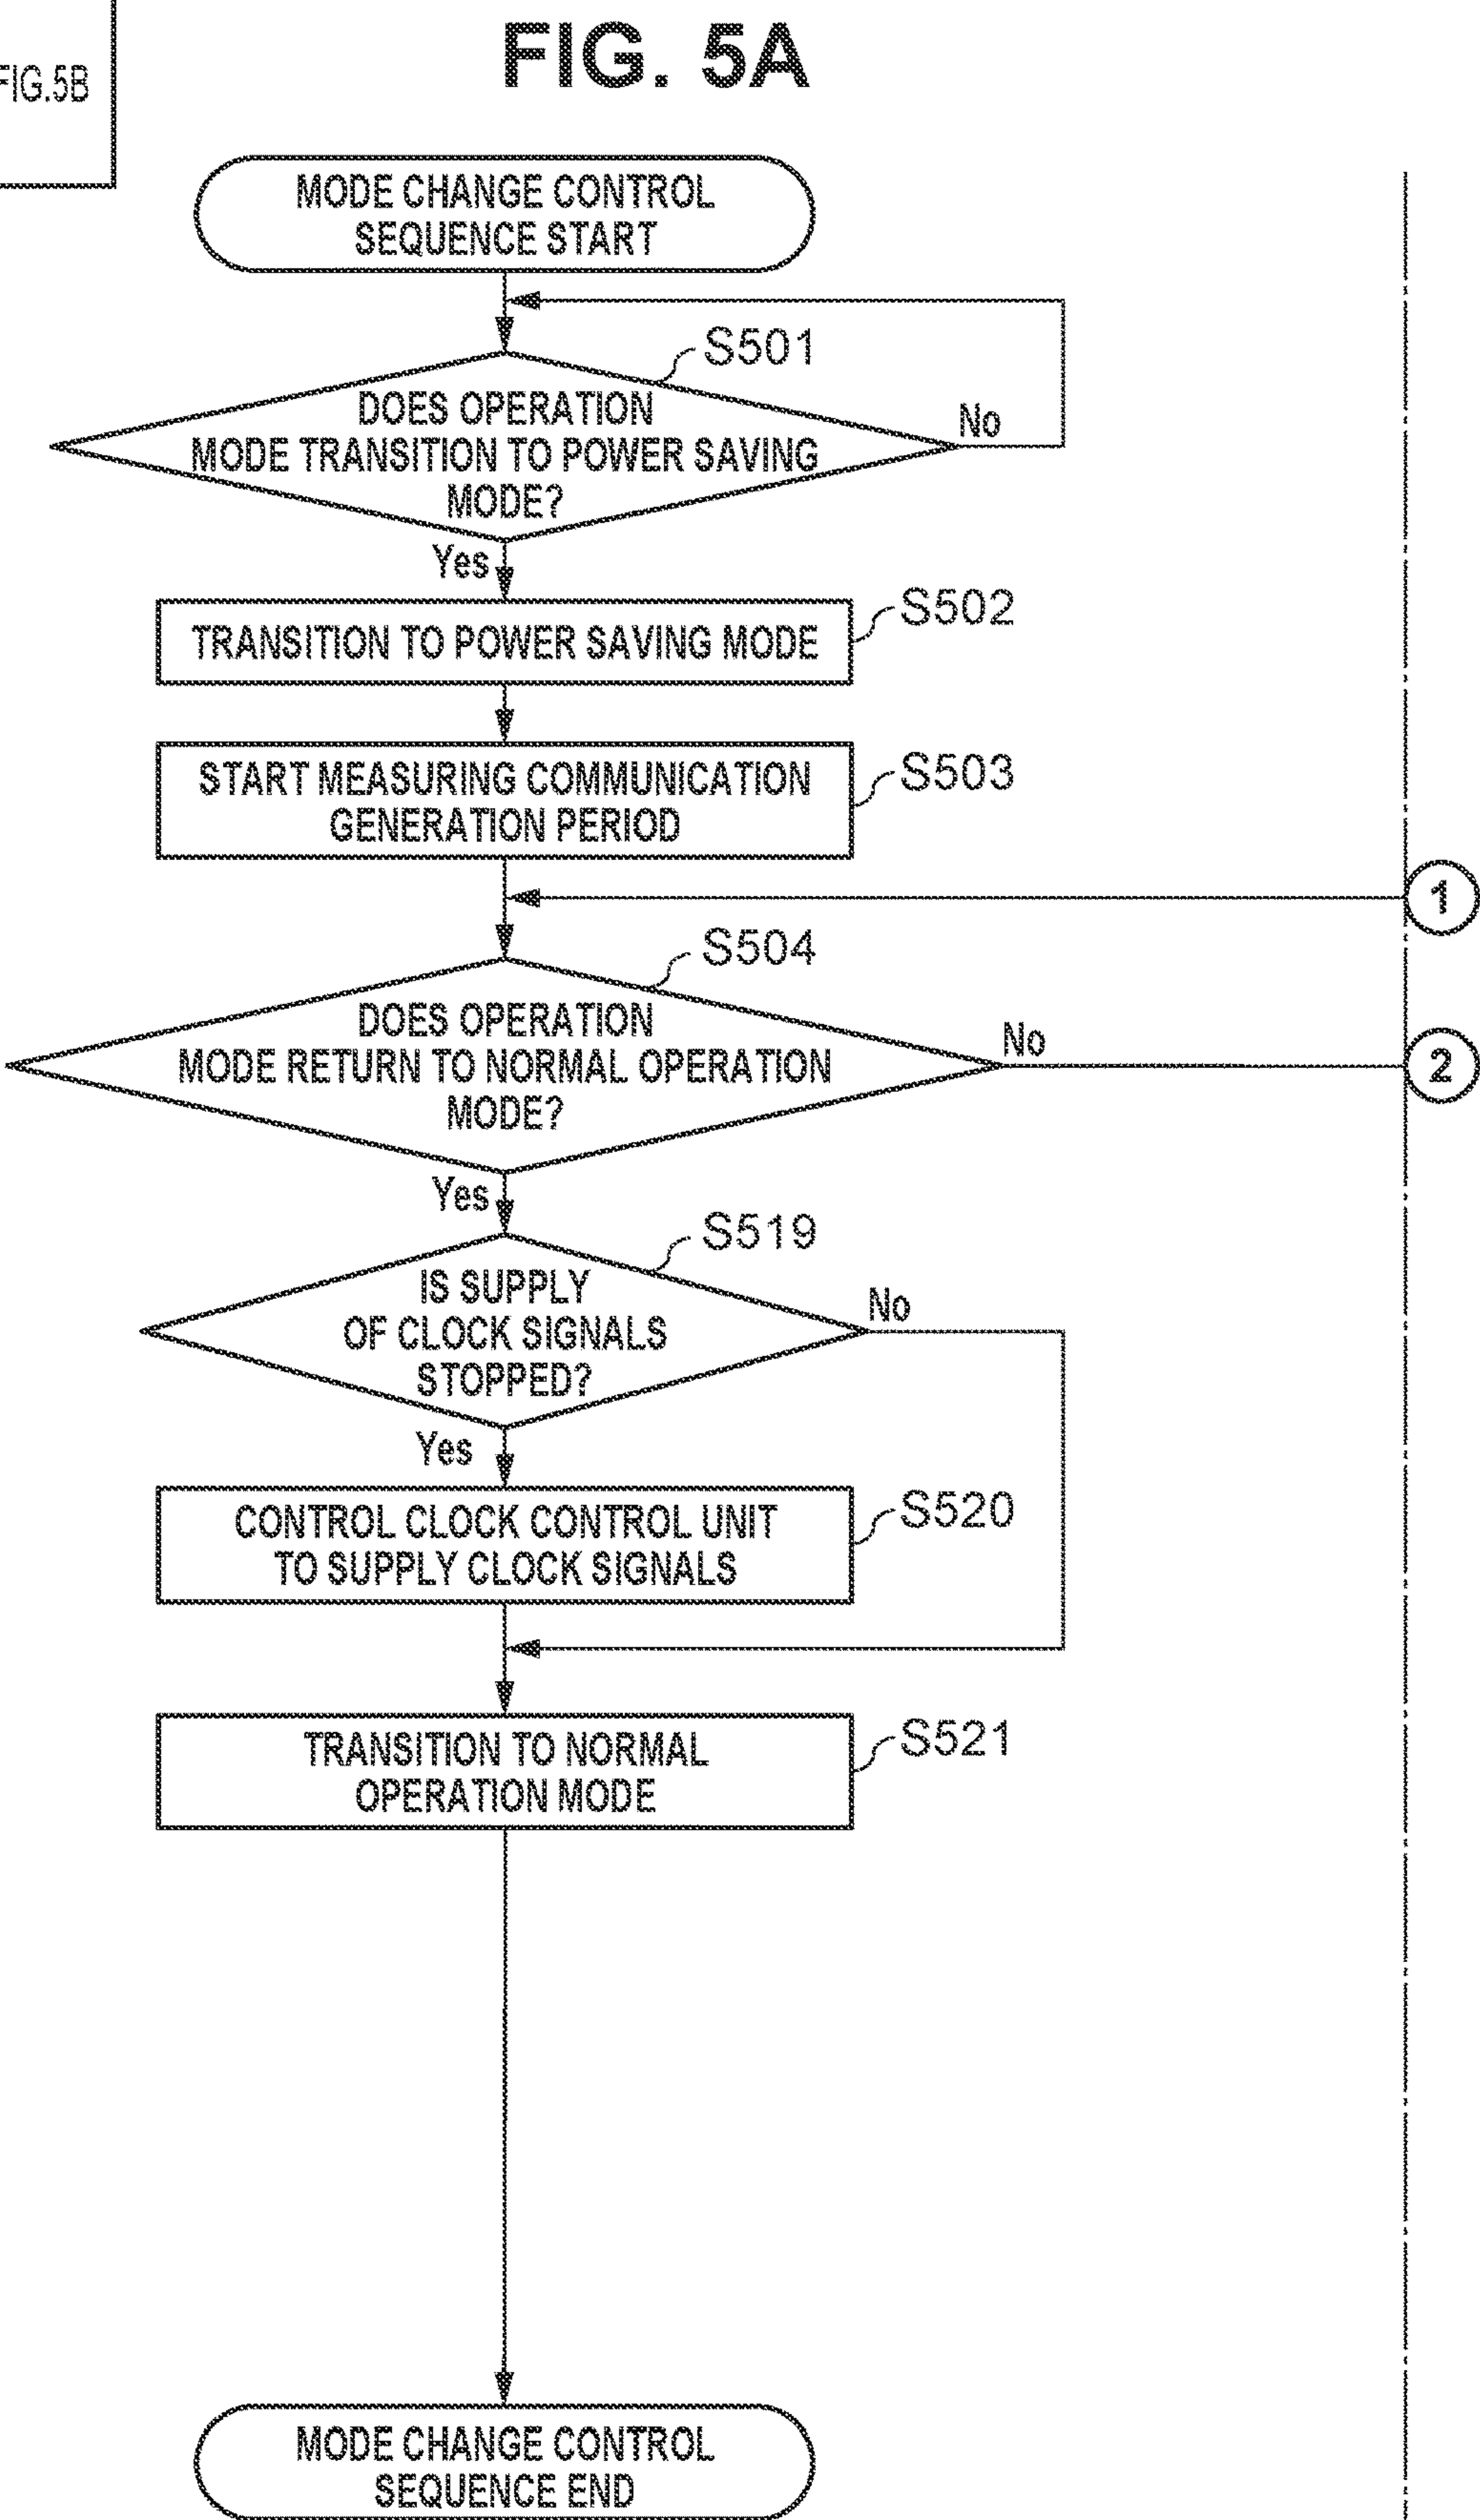 FIG. 5A
FIG.5B
MODE CHANGE CONTROL
SEQUENCE START
S501
DOES OPERATION
MODE TRANSITION TO POWER SAVING
MODE?
No
Yes
S502
TRANSITION TO POWER SAVING MODE
S503
START MEASURING COMMUNICATION
GENERATION PERIOD
1
S504
DOES OPERATION
MODE RETURN TO NORMAL OPERATION
MODE?
No
2
Yes
S519
IS SUPPLY
OF CLOCK SIGNALS
STOPPED?
No
Yes
S520
CONTROL CLOCK CONTROL UNIT
TO SUPPLY CLOCK SIGNALS
S521
TRANSITION TO NORMAL
OPERATION MODE
MODE CHANGE CONTROL
SEQUENCE END